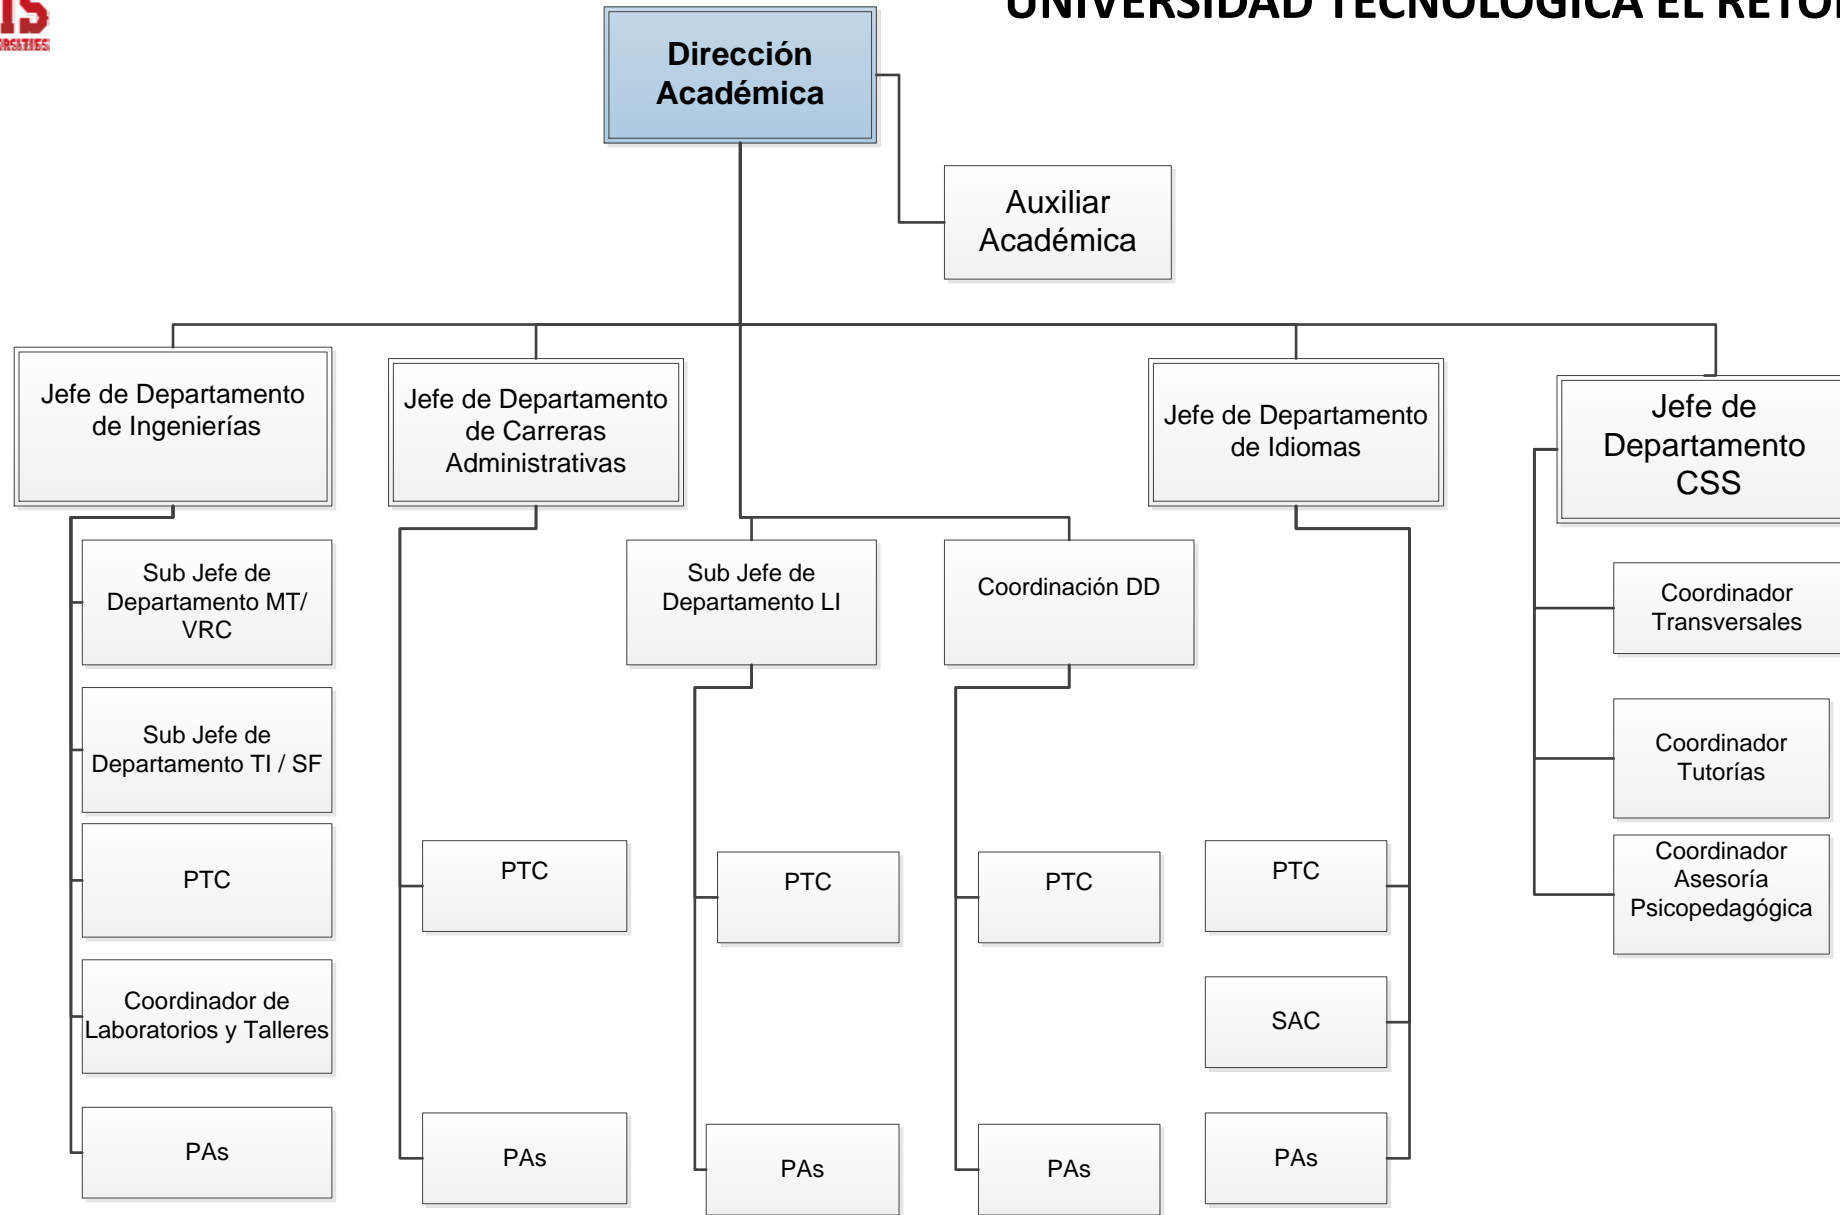 UNIVERSIDAD TECNOLÓGICA EL
Dirección
Académica
Auxiliar
Académica
Jefe de Departamento
de Ingenierías
Jefe de Departamento
de Carreras
Administrativas
Jefe de Departamento
de Idiomas
Jefe de
Departamento
CSS
Sub Jefe de
Departamento MT/
VRC
Sub Jefe de
Departamento LI
Coordinación DD
Coordinador
Transversales
Sub Jefe de
Departamento TI / SF
Coordinador
Tutorías
PTC
PTC
PTC
PTC
PTC
Coordinador
Asesoría
Psicopedagógica
Coordinador de
Laboratorios y Talleres
SAC
PAs
PAs
PAs
PAs
PAs